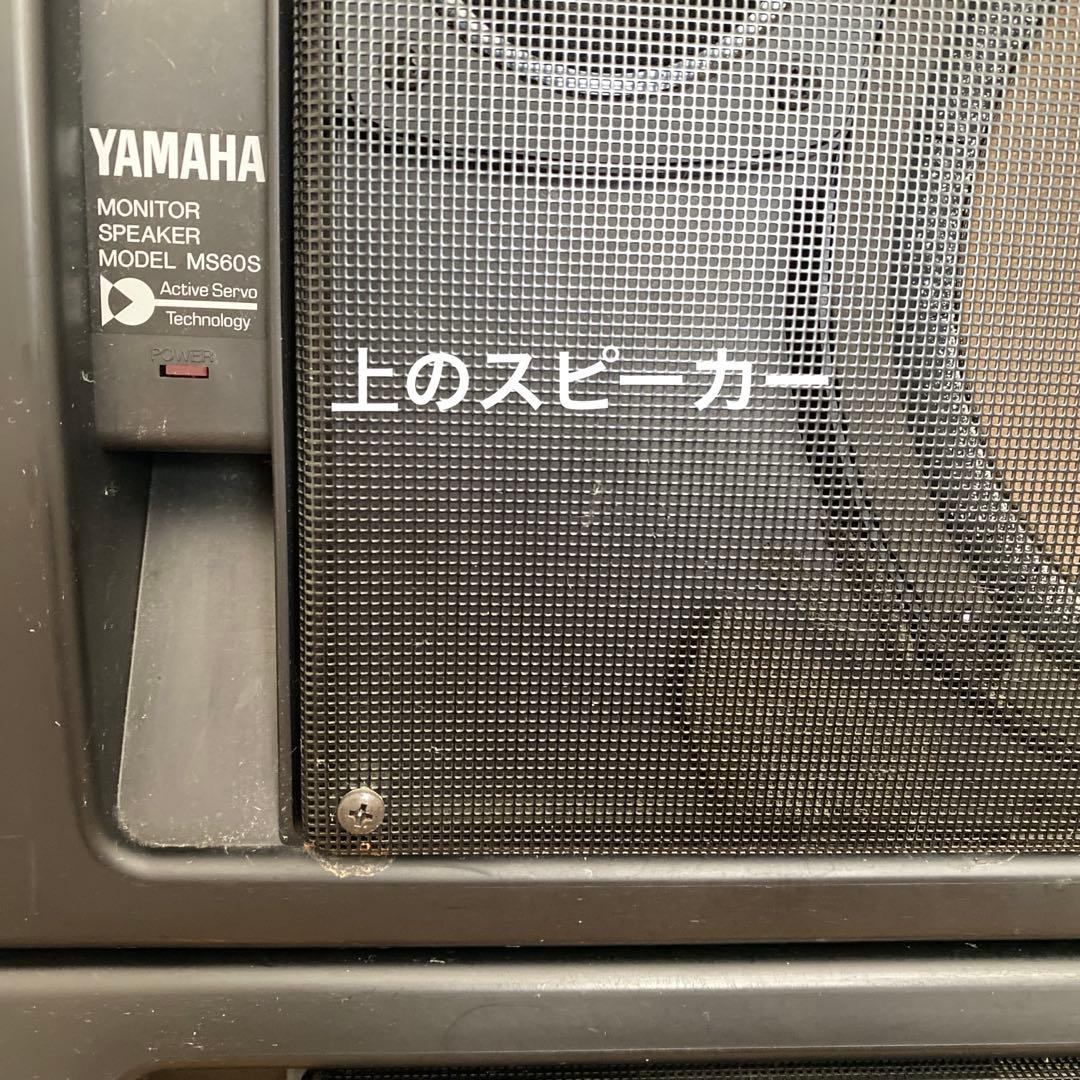 YAMAHA
MONITOR
SPEAKER
MODEL MS60S
Active Servo
Technology
POWER
上のスピーカー